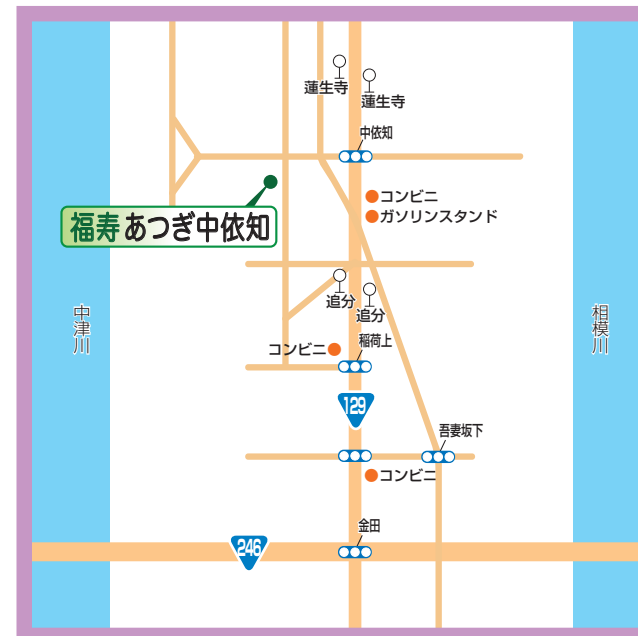 蓮生寺
蓮生寺
中依知
コンビニ
ガソリンスタンド
福寿あつぎ中依知
追分
追分
中津川
相模川
稲荷上
コンビニ
129
吾妻坂下
コンビニ
金田
246